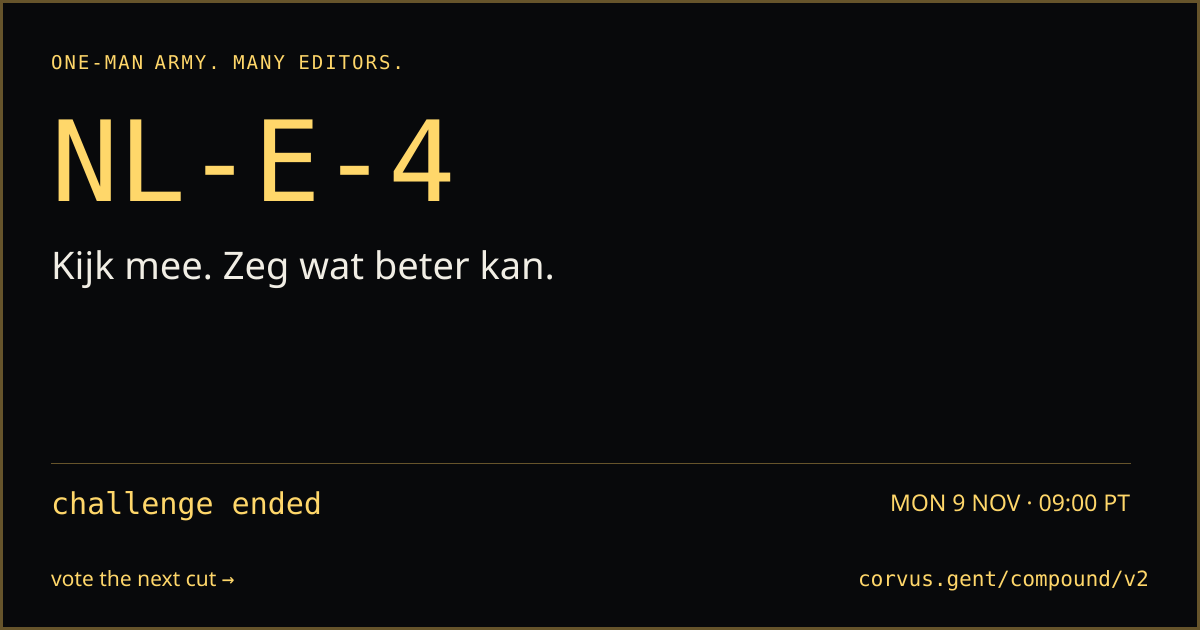 ONE-MAN ARMY. MANY EDITORS.
NL-E-4
Kijk mee. Zeg wat beter kan.
challenge ended
MON 9 NOV · 09:00 PT
vote the next cut →
corvus.gent/compound/v2